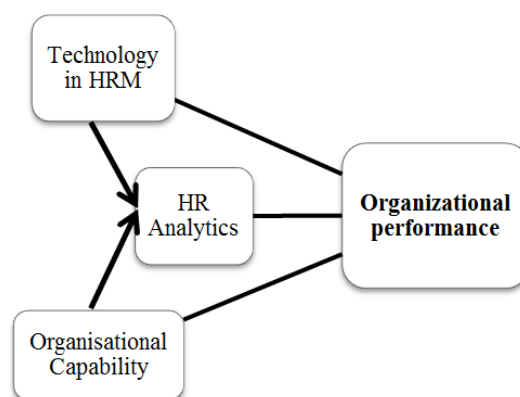 Technology
in HRM
HR
Analytics
Organizational
performance
Organisational
Capability